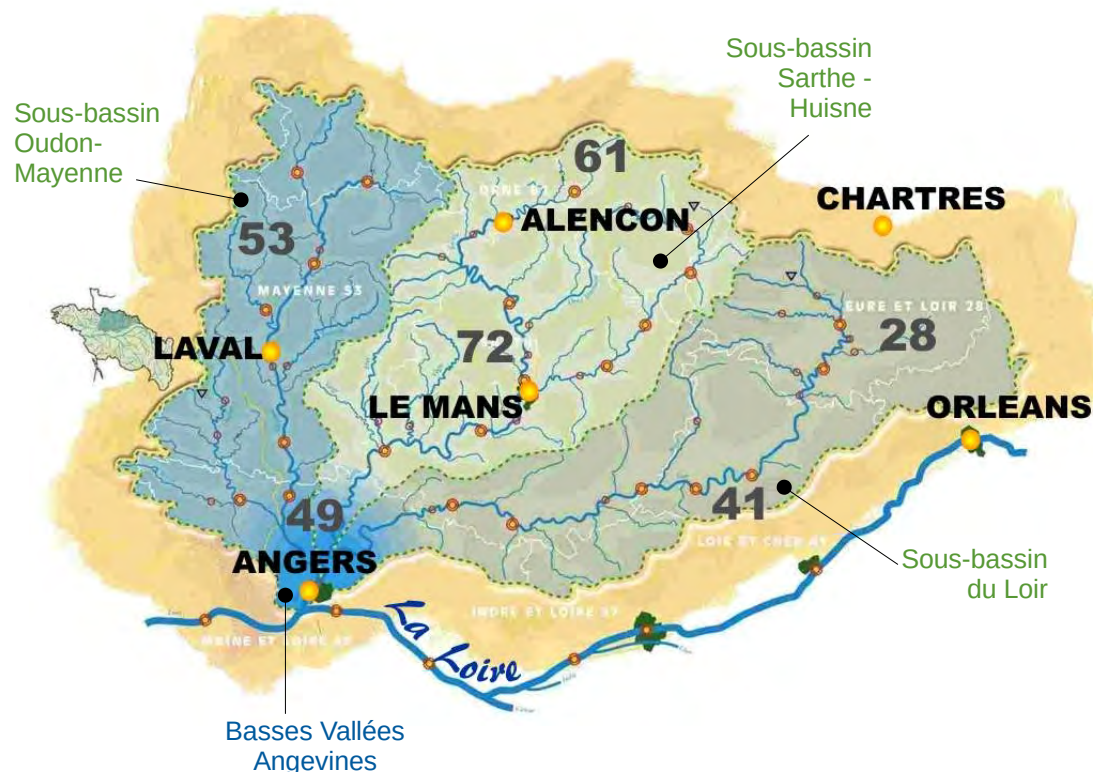 Sous-bassin
Sarthe -
Huisne
Sous-bassin
Oudon-
Mayenne
61
ORNE 61
ALENCON
CHARTRES
53
MAYENNE 53
EURE ET LOIR 28
28
LAVAL
72
LE MANS
ORLEANS
49
41
LOIR ET CHER 41
ANGERS
Sous-bassin
du Loir
INDRE ET LOIRE 37
MAINE ET LOIRE 49
La Loire
Basses Vallées
Angevines